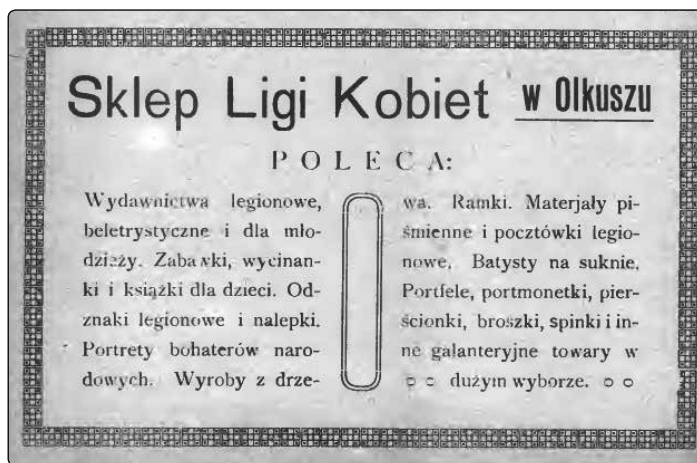 Sklep Ligi Kobiet w Olkuszu
POLECA:
Wydawnictwa legionowe,
beletrystyczne i dla mło-
dzieży. Zabawki, wycinan-
ki i książki dla dzieci. Od-
znaki legionowe i nalepki.
Portrety bohaterów naro-
dowych. Wyroby z drze-
wa. Ramki. Materjały pi-
śmienne i pocztówki legio-
nowe. Batysty na suknie.
Portfele, portmonetki, pier-
ścionki, broszki, spinki i in-
ne galanteryjne towary w
dużym wyborze.